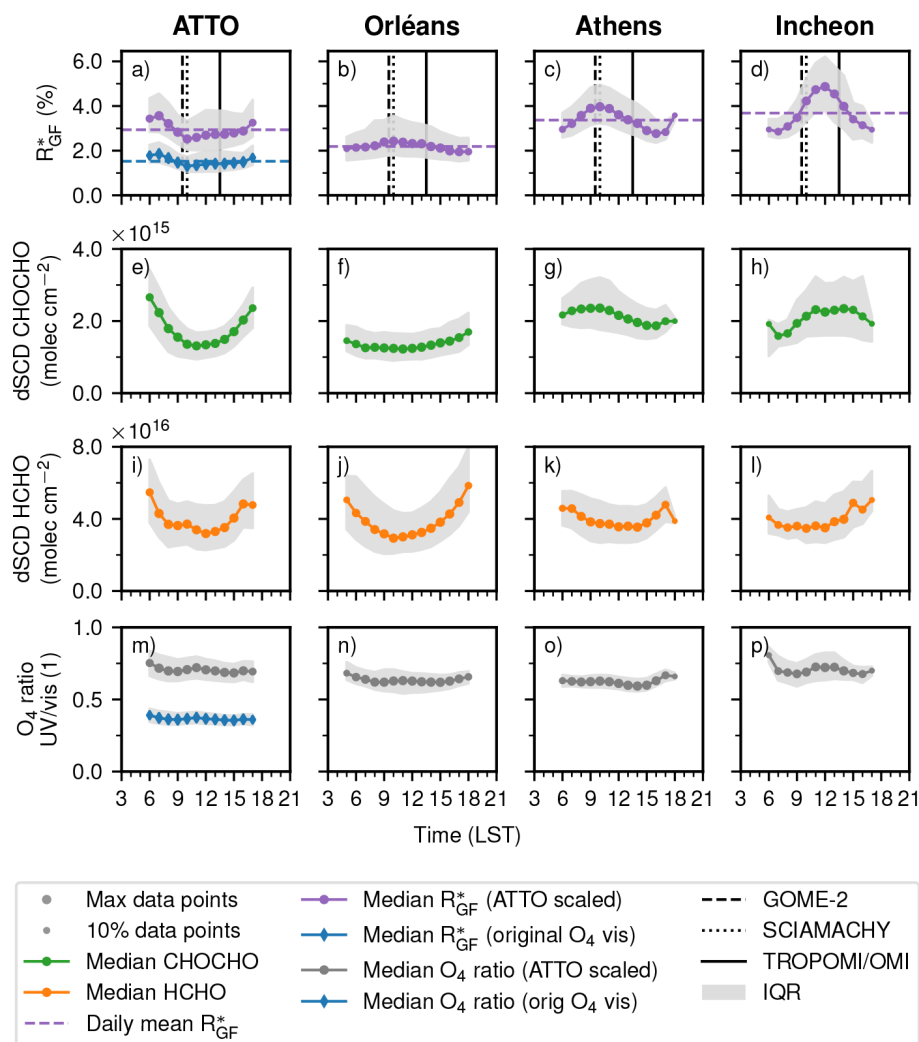 ATTO Orléans Athens Incheon
R*GF (%)
6.0
4.0
2.0
0.0
a) b) c) d)
×10^15
dSCD CHOCHO
(molec cm−2)
4.0
2.0
0.0
e) f) g) h)
×10^16
dSCD HCHO
(molec cm−2)
8.0
4.0
0.0
i) j) k) l)
O4 ratio
UV/vis (1)
1.0
0.5
0.0
m) n) o) p)
3 6 9 12 15 18 21 3 6 9 12 15 18 21 3 6 9 12 15 18 21 3 6 9 12 15 18 21
Time (LST)
Max data points
10% data points
Median CHOCHO
Median HCHO
Daily mean R*GF
Median R*GF (ATTO scaled)
Median R*GF (original O4 vis)
Median O4 ratio (ATTO scaled)
Median O4 ratio (orig O4 vis)
GOME-2
SCIAMACHY
TROPOMI/OMI
IQR